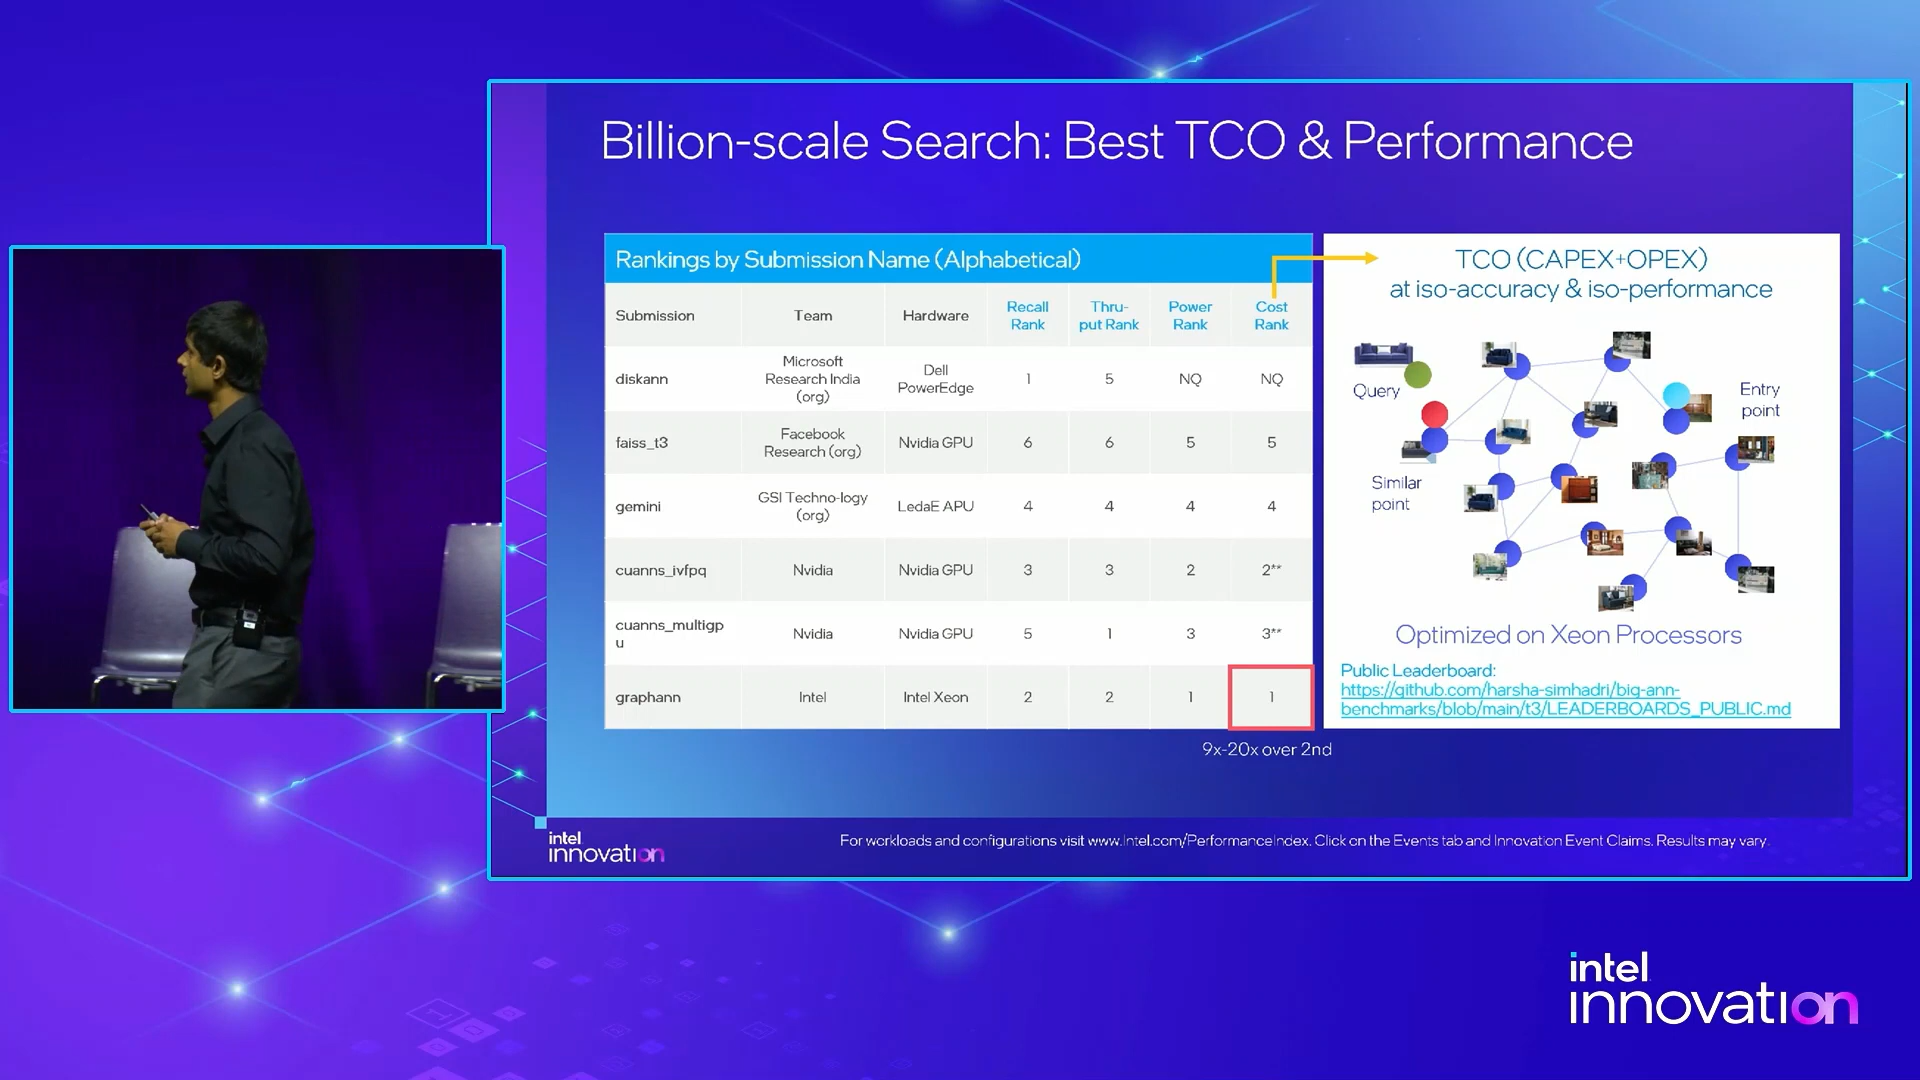 Billion-scale Search: Best TCO & Performance
Rankings by Submission Name (Alphabetical)
Submission Team Hardware Recall Rank Thru-put Rank Power Rank Cost Rank
diskann Microsoft Research India (org) Dell PowerEdge 1 5 NQ NQ
faiss_t3 Facebook Research (org) Nvidia GPU 6 6 5 5
gemini GSI Techno-logy (org) LedaE APU 4 4 4 4
cuanns_ivfpq Nvidia Nvidia GPU 3 3 2 2**
cuanns_multigpu Nvidia Nvidia GPU 5 1 3 3**
graphann Intel Intel Xeon 2 2 1 1
9x-20x over 2nd
TCO (CAPEX+OPEX)
at iso-accuracy & iso-performance
Query
Entry
point
Similar
point
Optimized on Xeon Processors
Public Leaderboard:
https://github.com/harsha-simhadri/big-ann-
benchmarks/blob/main/t3/LEADERBOARDS_PUBLIC.md
intel
innovation
For workloads and configurations visit www.Intel.com/PerformanceIndex. Click on the Events tab and Innovation Event Claims. Results may vary.
intel
innovation